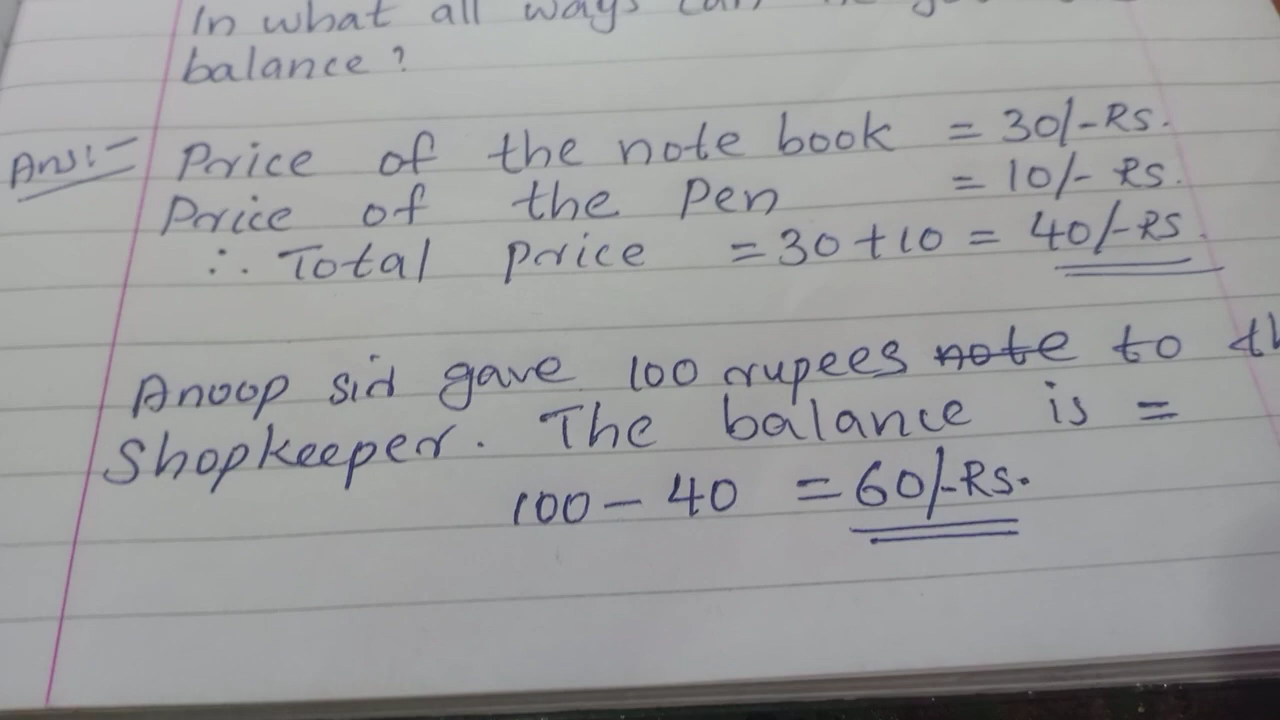 In what all ways
balance?
Ans:- Price of the note book = 30/-Rs.
Price of the Pen = 10/- Rs.
∴ Total price = 30+10 = 40/-RS.
Anoop sir gave 100 rupees note to
Shopkeeper. The balance is =
100 - 40 = 60/-Rs.